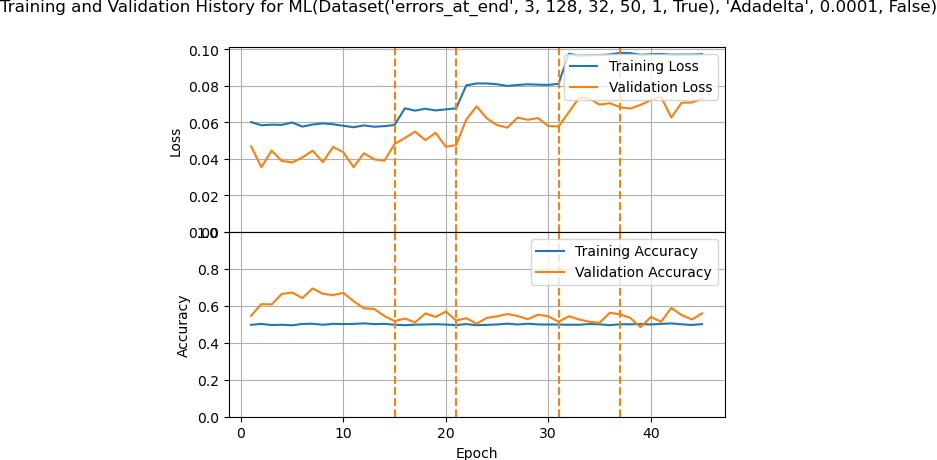 Training and Validation History for ML(Dataset('errors_at_end', 3, 128, 32, 50, 1, True), 'Adadelta', 0.0001, False)
0.10
Training Loss
Validation Loss
0.08
0.06
Loss
0.04
0.02
0.00
1.0
Training Accuracy
Validation Accuracy
0.8
0.6
Accuracy
0.4
0.2
0.0
0 10 20 30 40
Epoch